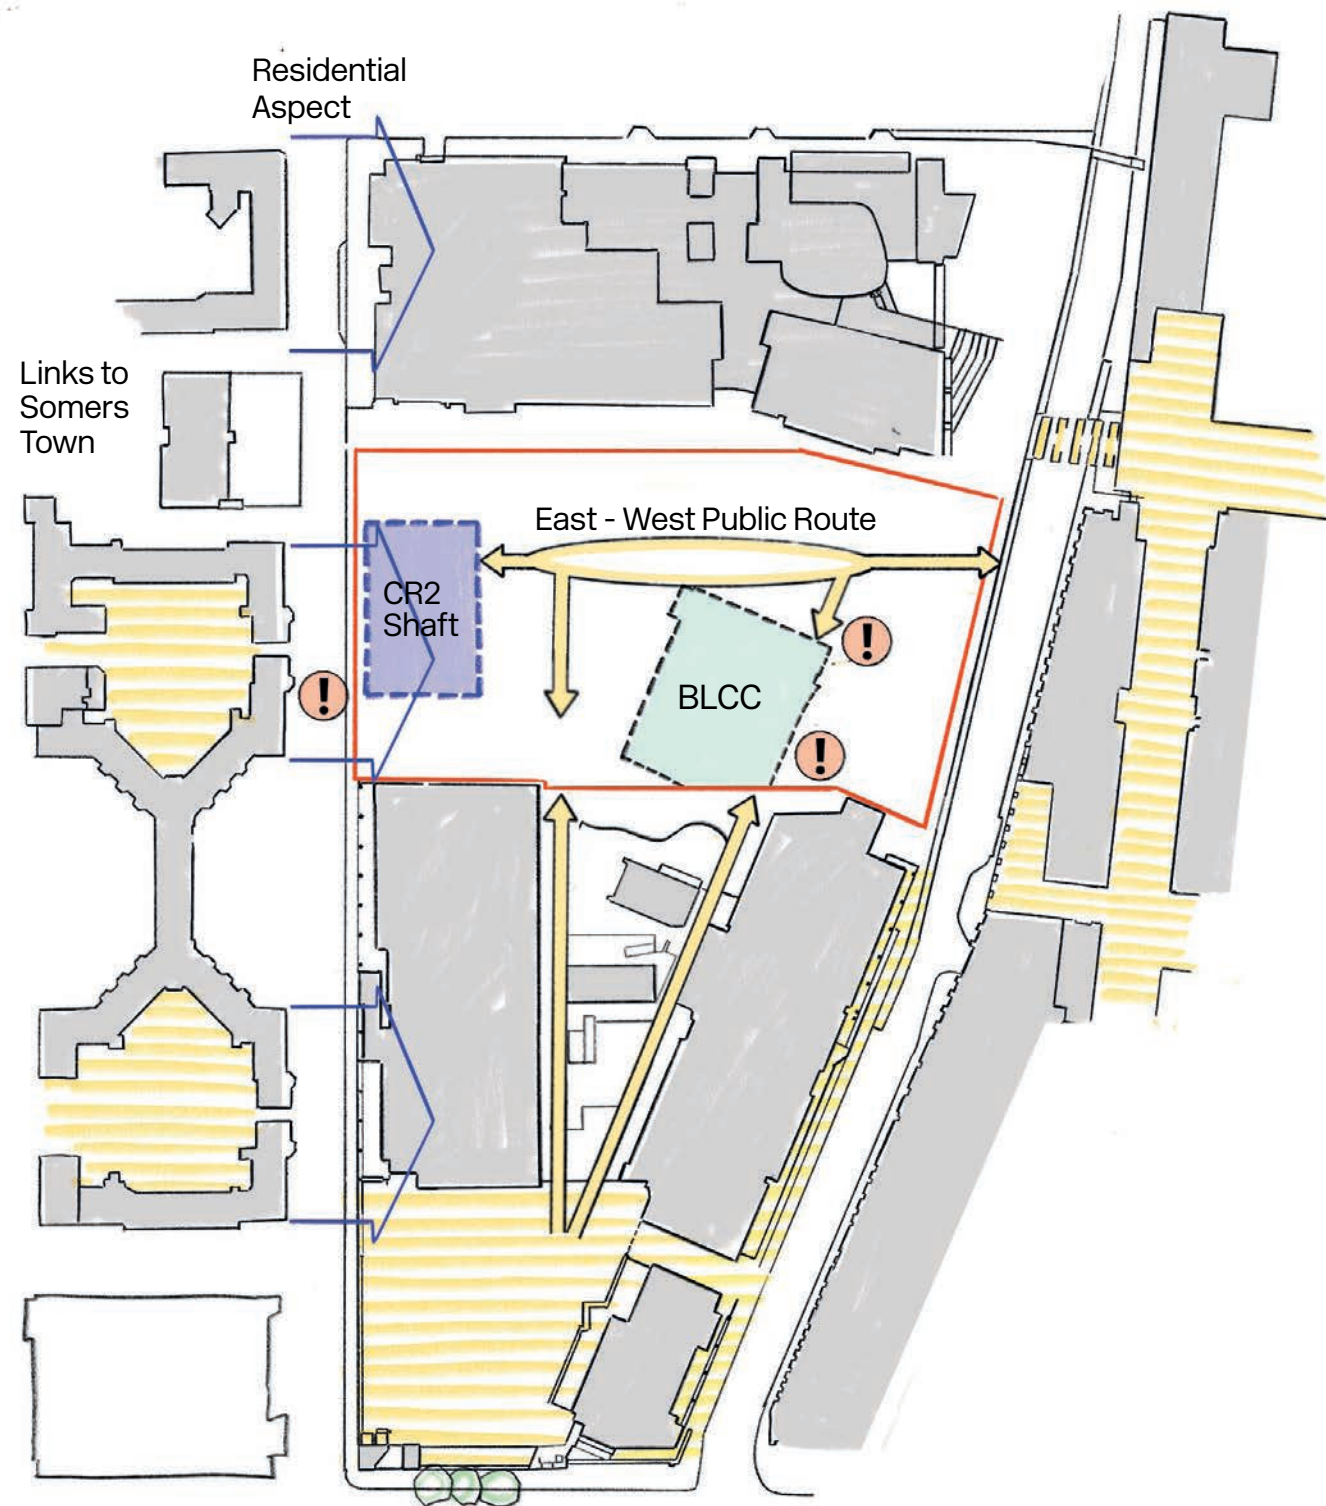 Residential
Aspect
Links to
Somers
Town
East - West Public Route
CR2
Shaft
!
BLCC
!
!